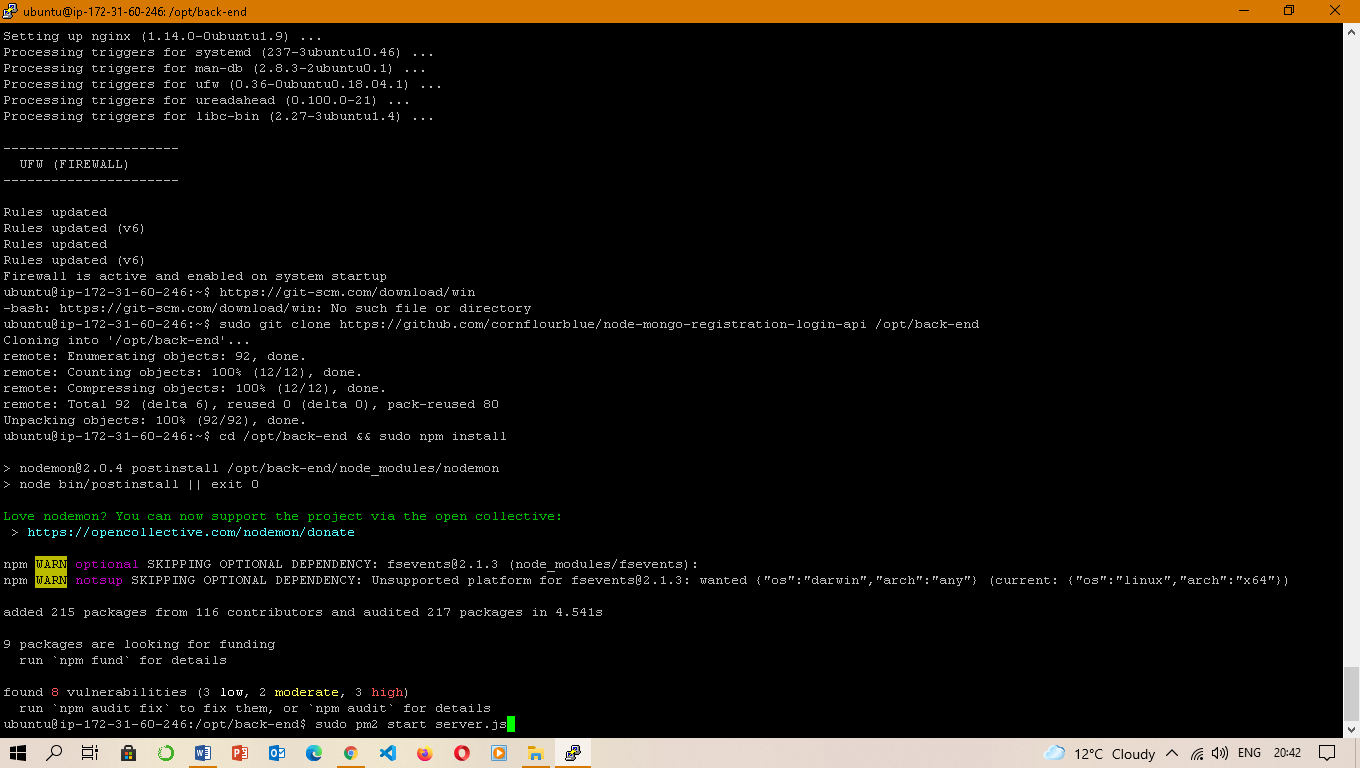 ubuntu@ip-172-31-60-246: /opt/back-end
Setting up nginx (1.14.0-0ubuntu1.9) ...
Processing triggers for systemd (237-3ubuntu10.46) ...
Processing triggers for man-db (2.8.3-2ubuntu0.1) ...
Processing triggers for ufw (0.36-0ubuntu0.18.04.1) ...
Processing triggers for ureadahead (0.100.0-21) ...
Processing triggers for libc-bin (2.27-3ubuntu1.4) ...
----------------------
UFW (FIREWALL)
----------------------
Rules updated
Rules updated (v6)
Rules updated
Rules updated (v6)
Firewall is active and enabled on system startup
ubuntu@ip-172-31-60-246:~$ https://git-scm.com/download/win
-bash: https://git-scm.com/download/win: No such file or directory
ubuntu@ip-172-31-60-246:~$ sudo git clone https://github.com/cornflourblue/node-mongo-registration-login-api /opt/back-end
Cloning into '/opt/back-end'...
remote: Enumerating objects: 92, done.
remote: Counting objects: 100% (12/12), done.
remote: Compressing objects: 100% (12/12), done.
remote: Total 92 (delta 6), reused 0 (delta 0), pack-reused 80
Unpacking objects: 100% (92/92), done.
ubuntu@ip-172-31-60-246:~$ cd /opt/back-end && sudo npm install
> nodemon@2.0.4 postinstall /opt/back-end/node_modules/nodemon
> node bin/postinstall || exit 0
Love nodemon? You can now support the project via the open collective:
> https://opencollective.com/nodemon/donate
npm WARN optional SKIPPING OPTIONAL DEPENDENCY: fsevents@2.1.3 (node_modules/fsevents):
npm WARN notsup SKIPPING OPTIONAL DEPENDENCY: Unsupported platform for fsevents@2.1.3: wanted {"os":"darwin","arch":"any"} (current: {"os":"linux","arch":"x64"})
added 215 packages from 116 contributors and audited 217 packages in 4.541s
9 packages are looking for funding
run `npm fund` for details
found 8 vulnerabilities (3 low, 2 moderate, 3 high)
run `npm audit fix` to fix them, or `npm audit` for details
ubuntu@ip-172-31-60-246:/opt/back-end$ sudo pm2 start server.js
12°C Cloudy ENG 20:42